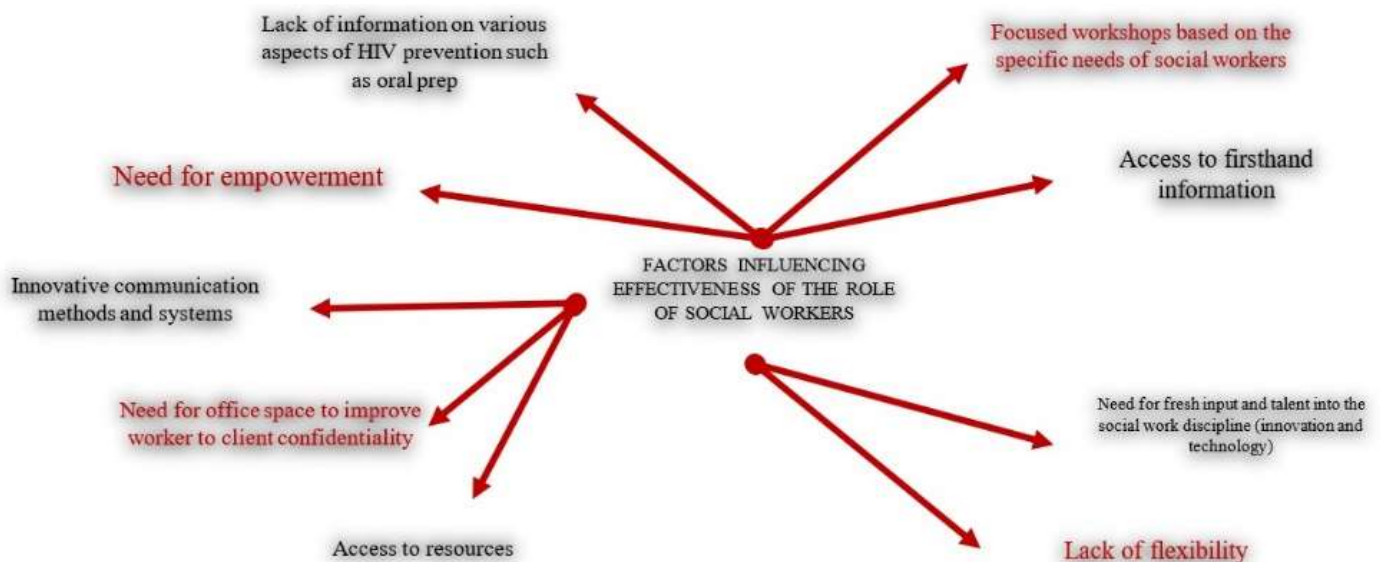 Lack of information on various
aspects of HIV prevention such
as oral prep
Focused workshops based on the
specific needs of social workers
Need for empowerment
Access to firsthand
information
FACTORS INFLUENCING
EFFECTIVENESS OF THE ROLE
OF SOCIAL WORKERS
Innovative communication
methods and systems
Need for office space to improve
worker to client confidentiality
Need for fresh input and talent into the
social work discipline (innovation and
technology)
Access to resources
Lack of flexibility